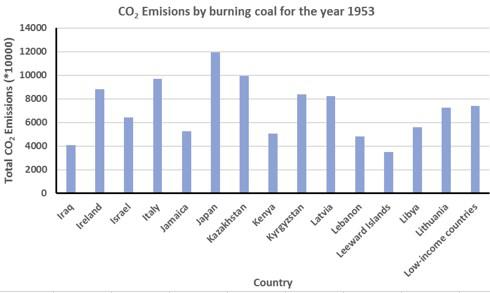 CO₂ Emisions by burning coal for the year 1953
Total CO₂ Emissions (*10000)
14000
12000
10000
8000
6000
4000
2000
0
Iraq
Ireland
Israel
Italy
Jamaica
Japan
Kazakhstan
Kenya
Kyrgyzstan
Latvia
Lebanon
Leeward Islands
Libya
Lithuania
Low-income countries
Country